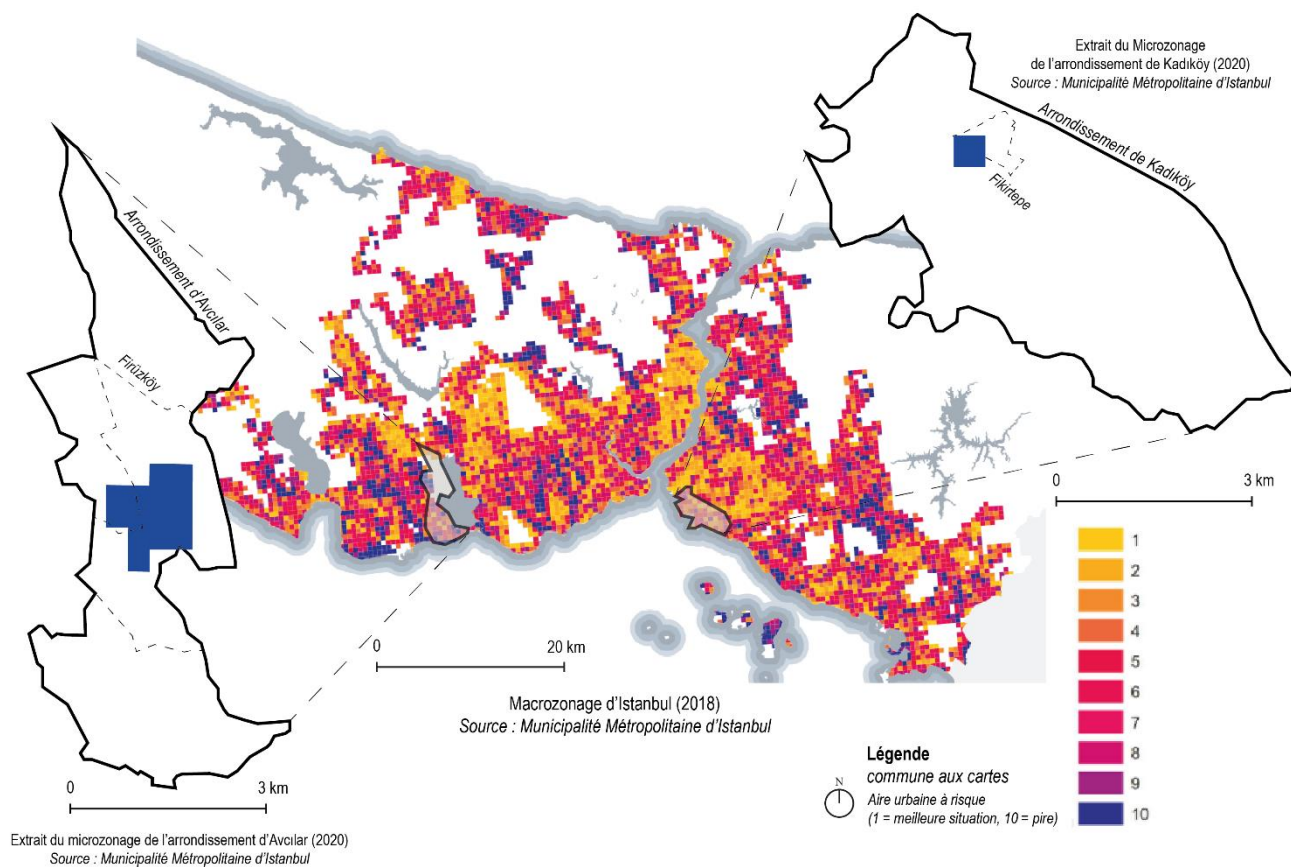 Extrait du Microzonage
de l'arrondissement de Kadıköy (2020)
Source : Municipalité Métropolitaine d'Istanbul
Arrondissement de Kadıköy
Fikirtepe
Arrondissement d'Avcılar
Firüzköy
0 3 km
0 20 km
Macrozonage d'Istanbul (2018)
Source : Municipalité Métropolitaine d'Istanbul
1
2
3
4
5
6
7
8
9
10
Légende
commune aux cartes
N
Aire urbaine à risque
(1 = meilleure situation, 10 = pire)
0 3 km
Extrait du microzonage de l'arrondissement d'Avcılar (2020)
Source : Municipalité Métropolitaine d'Istanbul